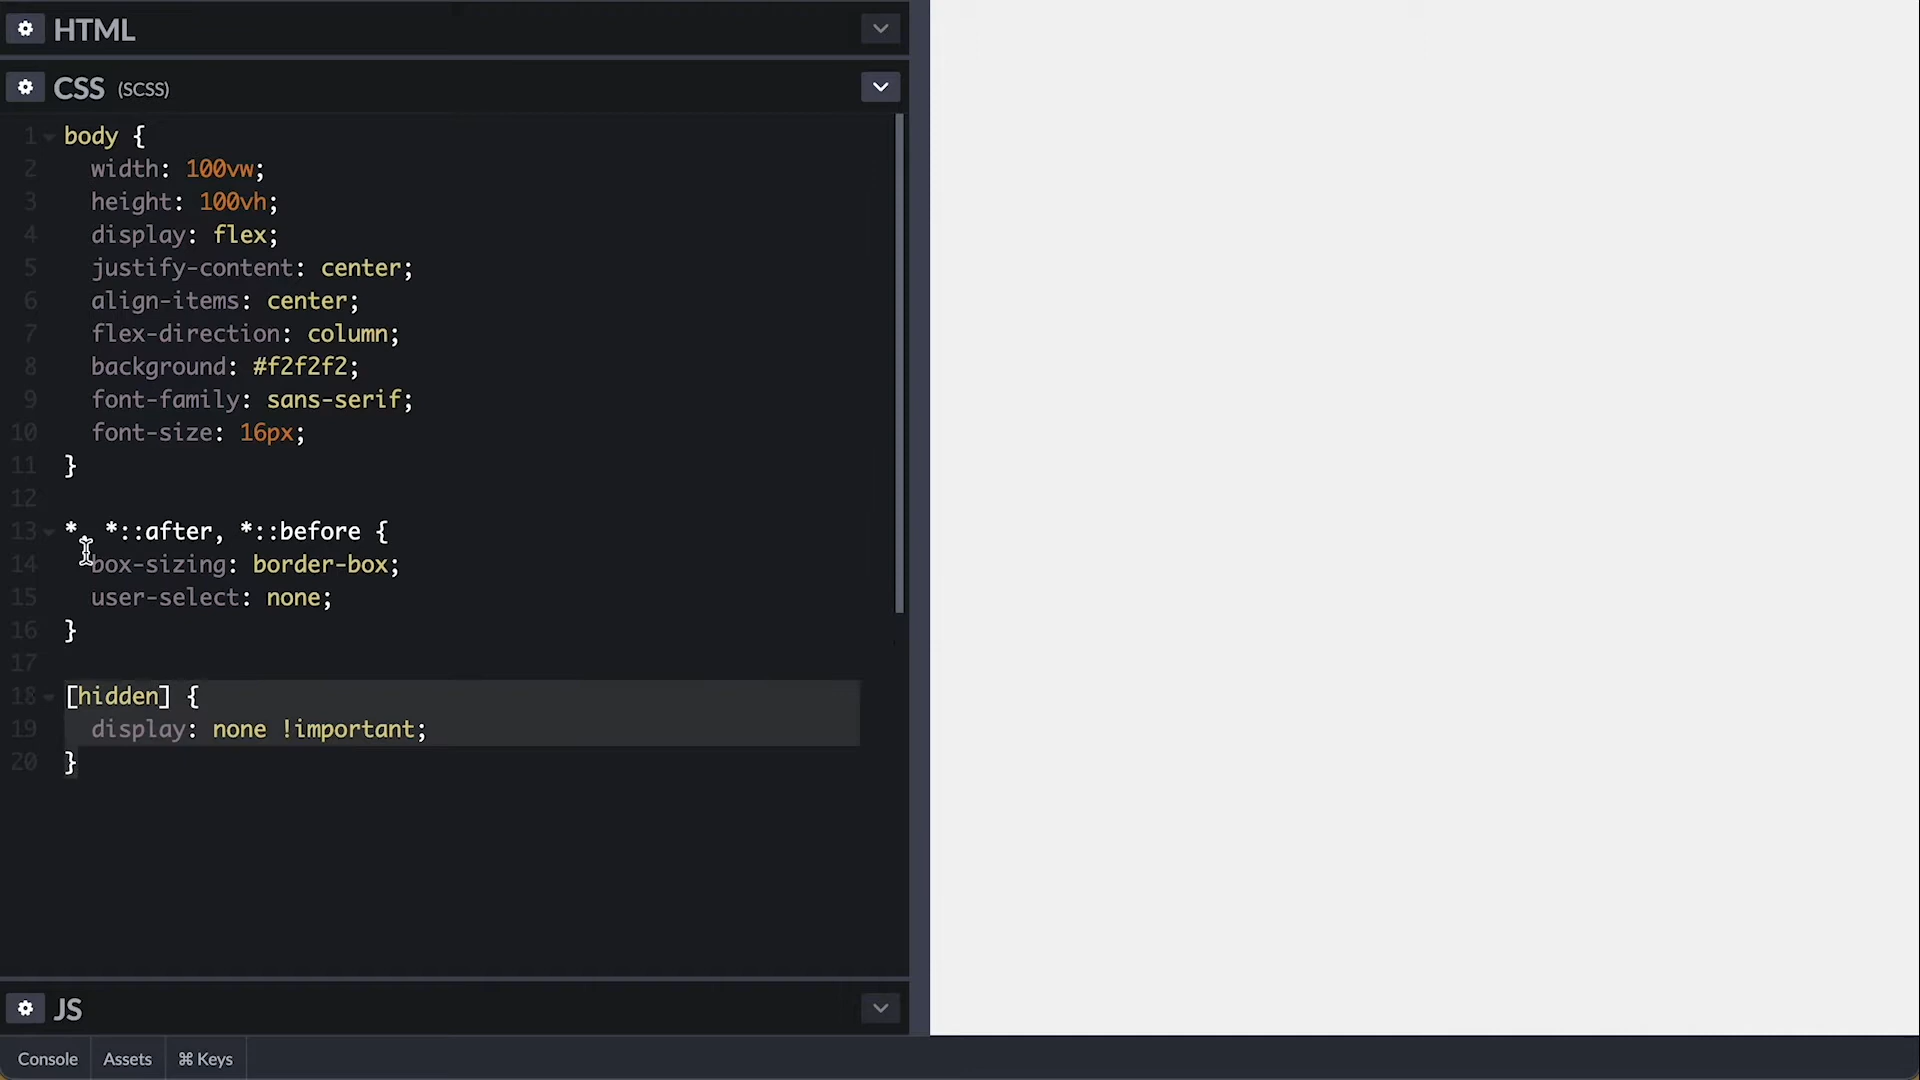 HTML
CSS (SCSS)
1 body {
2 width: 100vw;
3 height: 100vh;
4 display: flex;
5 justify-content: center;
6 align-items: center;
7 flex-direction: column;
8 background: #f2f2f2;
9 font-family: sans-serif;
10 font-size: 16px;
11 }
12
13 *, *::after, *::before {
14 box-sizing: border-box;
15 user-select: none;
16 }
17
18 [hidden] {
19 display: none !important;
20 }
JS
Console Assets ⌘ Keys